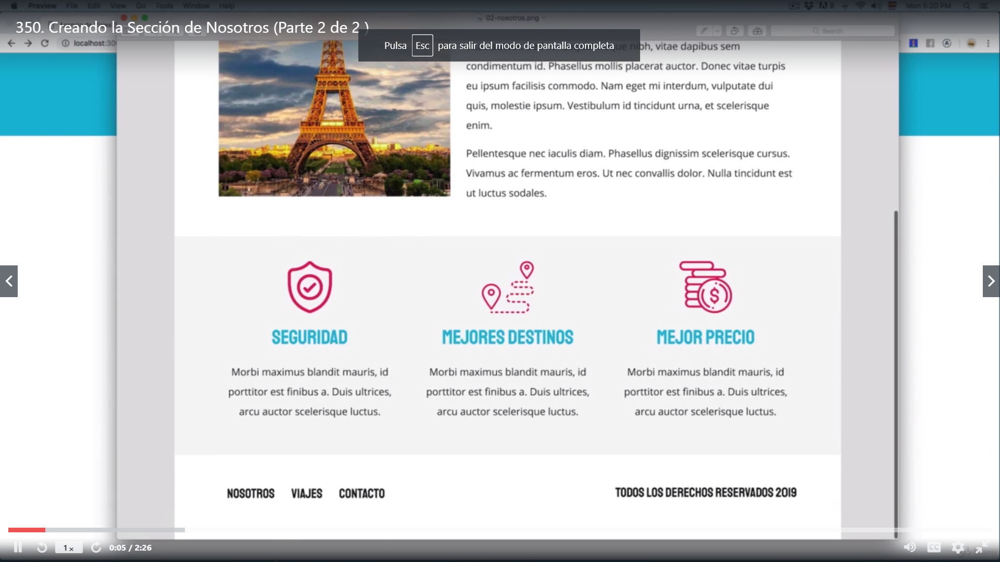 Preview File Edit View Go Tools Window Help
Mon 5:20 PM
350. Creando la Sección de Nosotros (Parte 2 de 2 )
02-nosotros.png
Search
localhost:300
Pulsa Esc para salir del modo de pantalla completa
nibh, vitae dapibus sem
condimentum id. Phasellus mollis placerat auctor. Donec vitae turpis
eu ipsum facilisis commodo. Nam eget mi interdum, vulputate dui
quis, molestie ipsum. Vestibulum id tincidunt urna, et scelerisque
enim.
Pellentesque nec iaculis diam. Phasellus dignissim scelerisque cursus.
Vivamus ac fermentum eros. Ut nec convallis dolor. Nulla tincidunt est
ut luctus sodales.
SEGURIDAD
Morbi maximus blandit mauris, id
porttitor est finibus a. Duis ultrices,
arcu auctor scelerisque luctus.
MEJORES DESTINOS
Morbi maximus blandit mauris, id
porttitor est finibus a. Duis ultrices,
arcu auctor scelerisque luctus.
MEJOR PRECIO
Morbi maximus blandit mauris, id
porttitor est finibus a. Duis ultrices,
arcu auctor scelerisque luctus.
NOSOTROS VIAJES CONTACTO
TODOS LOS DERECHOS RESERVADOS 2019
1 x
0:05 / 2:26
CC